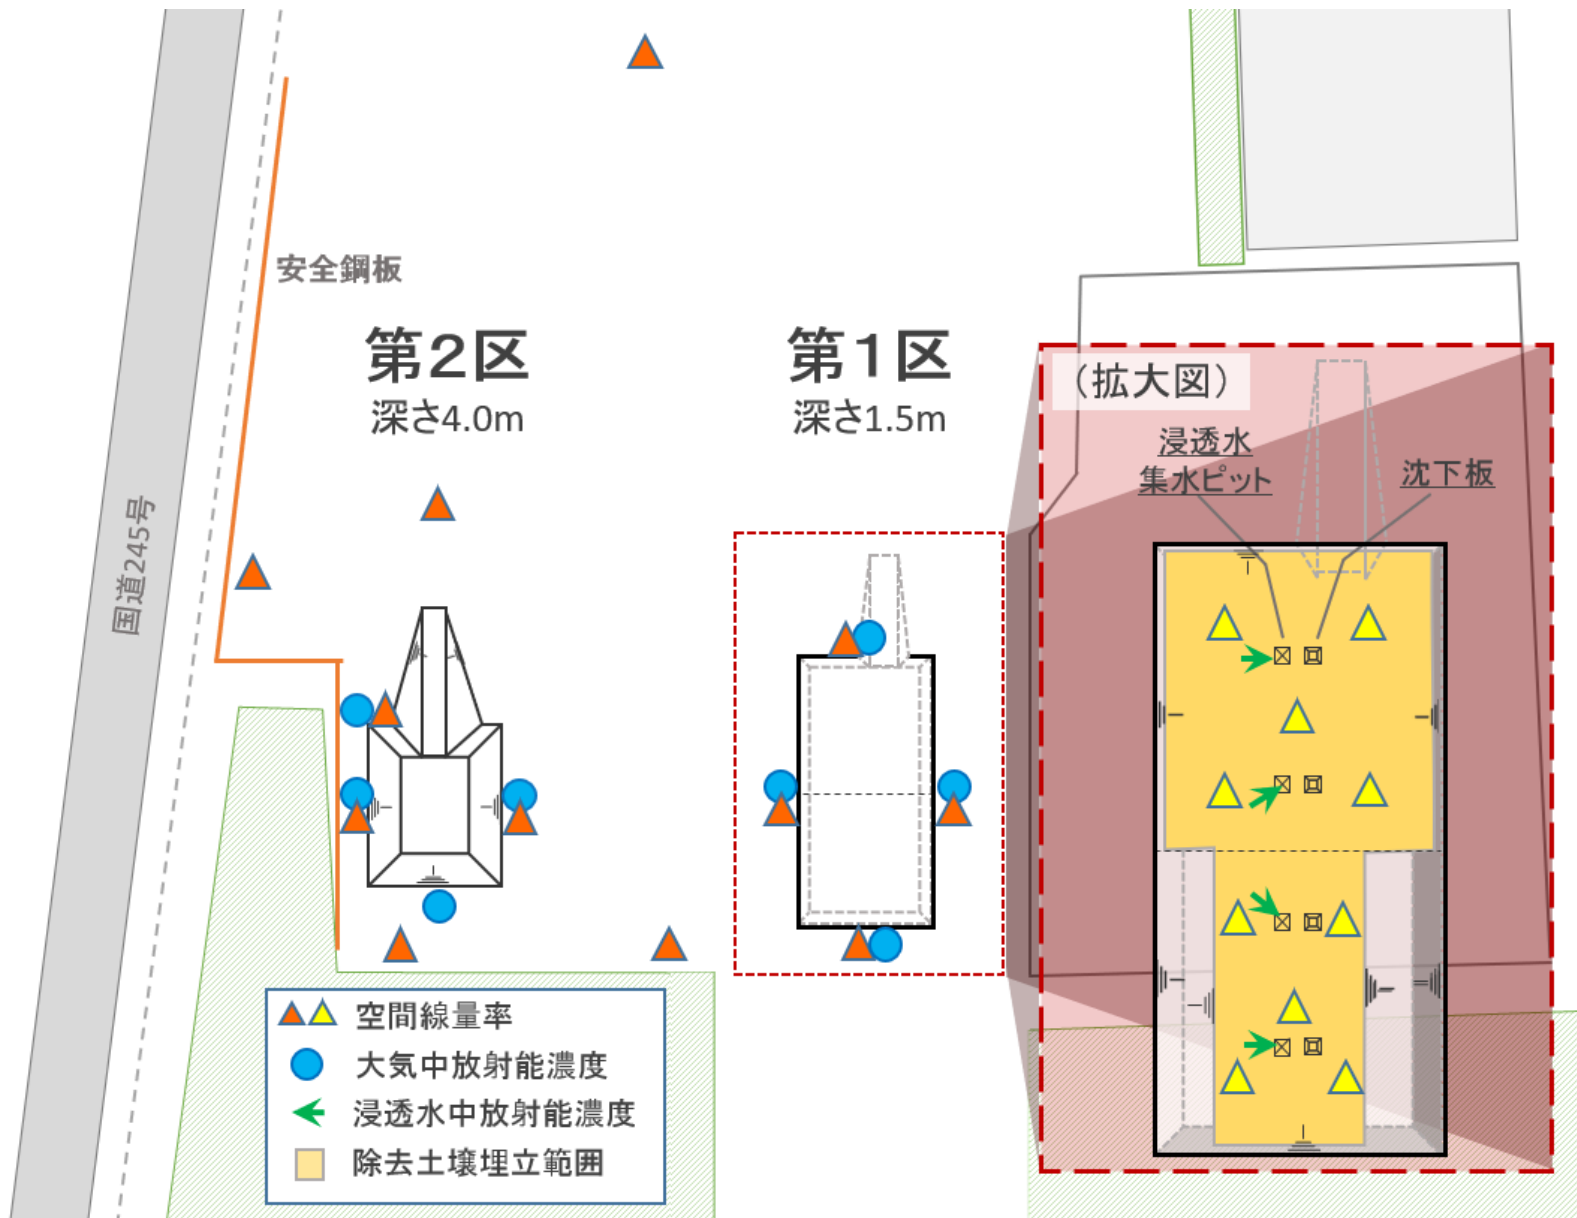 安全鋼板
国道245号
第2区
深さ4.0m
第1区
深さ1.5m
（拡大図）
浸透水
集水ピット
沈下板
空間線量率
大気中放射能濃度
浸透水中放射能濃度
除去土壌埋立範囲